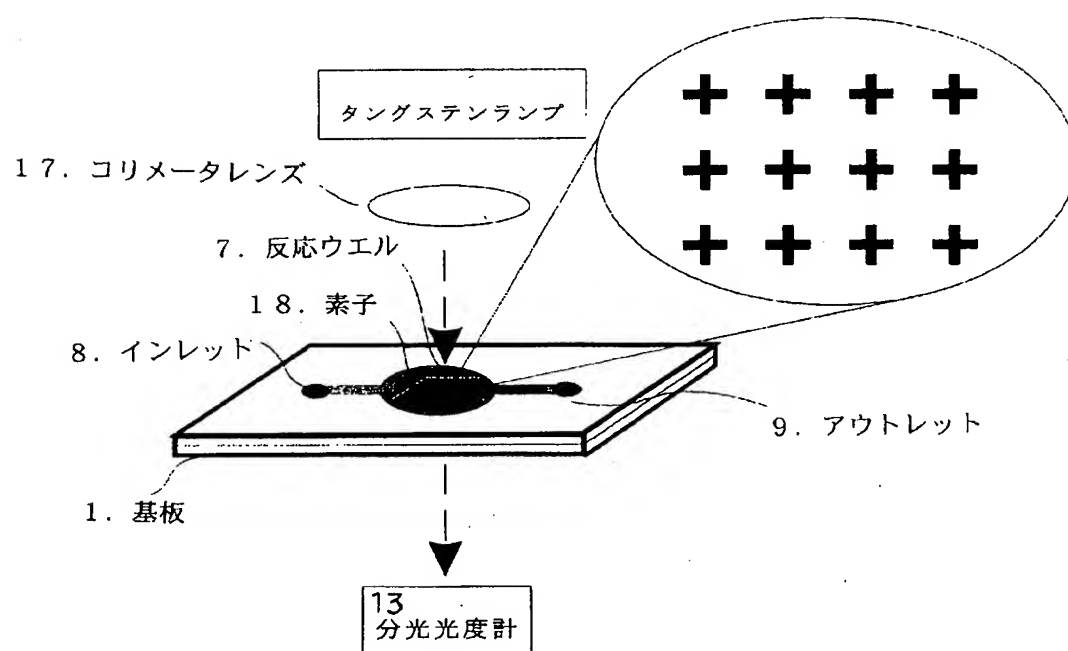 タングステンランプ
17. コリメータレンズ
7. 反応ウエル
18. 素子
8. インレット
9. アウトレット
1. 基板
13
分光光度計